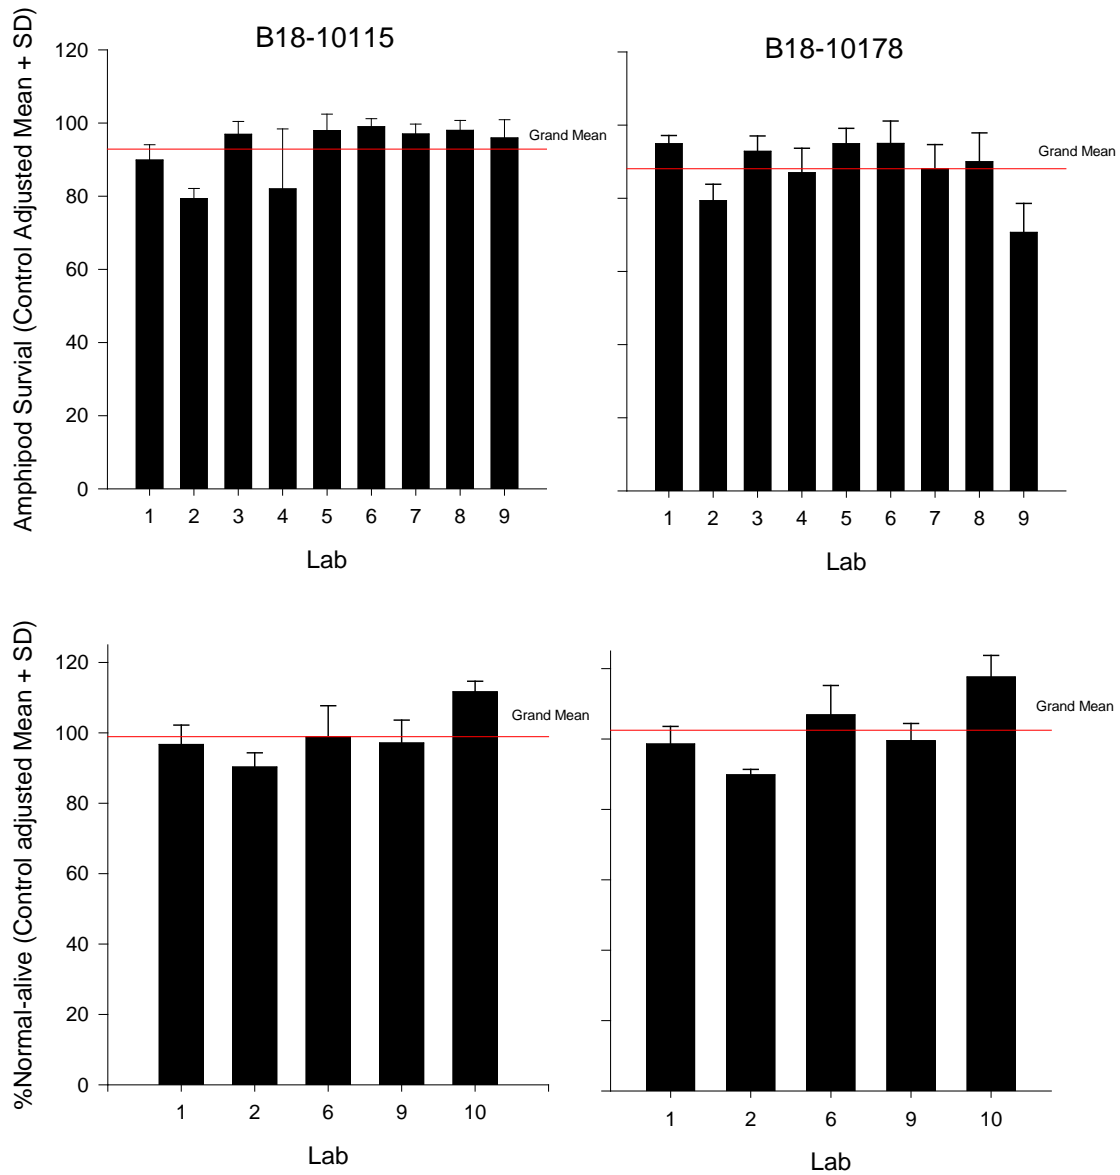 B18-10115
B18-10178
Amphipod Survial (Control Adjusted Mean + SD)
120
100
80
60
40
20
0
Grand Mean
1 2 3 4 5 6 7 8 9
Lab
Grand Mean
1 2 3 4 5 6 7 8 9
Lab
%Normal-alive (Control adjusted Mean + SD)
120
100
80
60
40
20
0
Grand Mean
1 2 6 9 10
Lab
Grand Mean
1 2 6 9 10
Lab